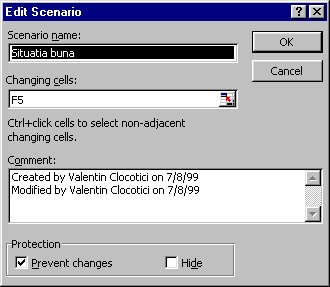 Edit Scenario
Scenario name:
Situatia buna
OK
Cancel
Changing cells:
F5
Ctrl+click cells to select non-adjacent
changing cells.
Comment:
Created by Valentin Clocotici on 7/8/99
Modified by Valentin Clocotici on 7/8/99
Protection
Prevent changes
Hide